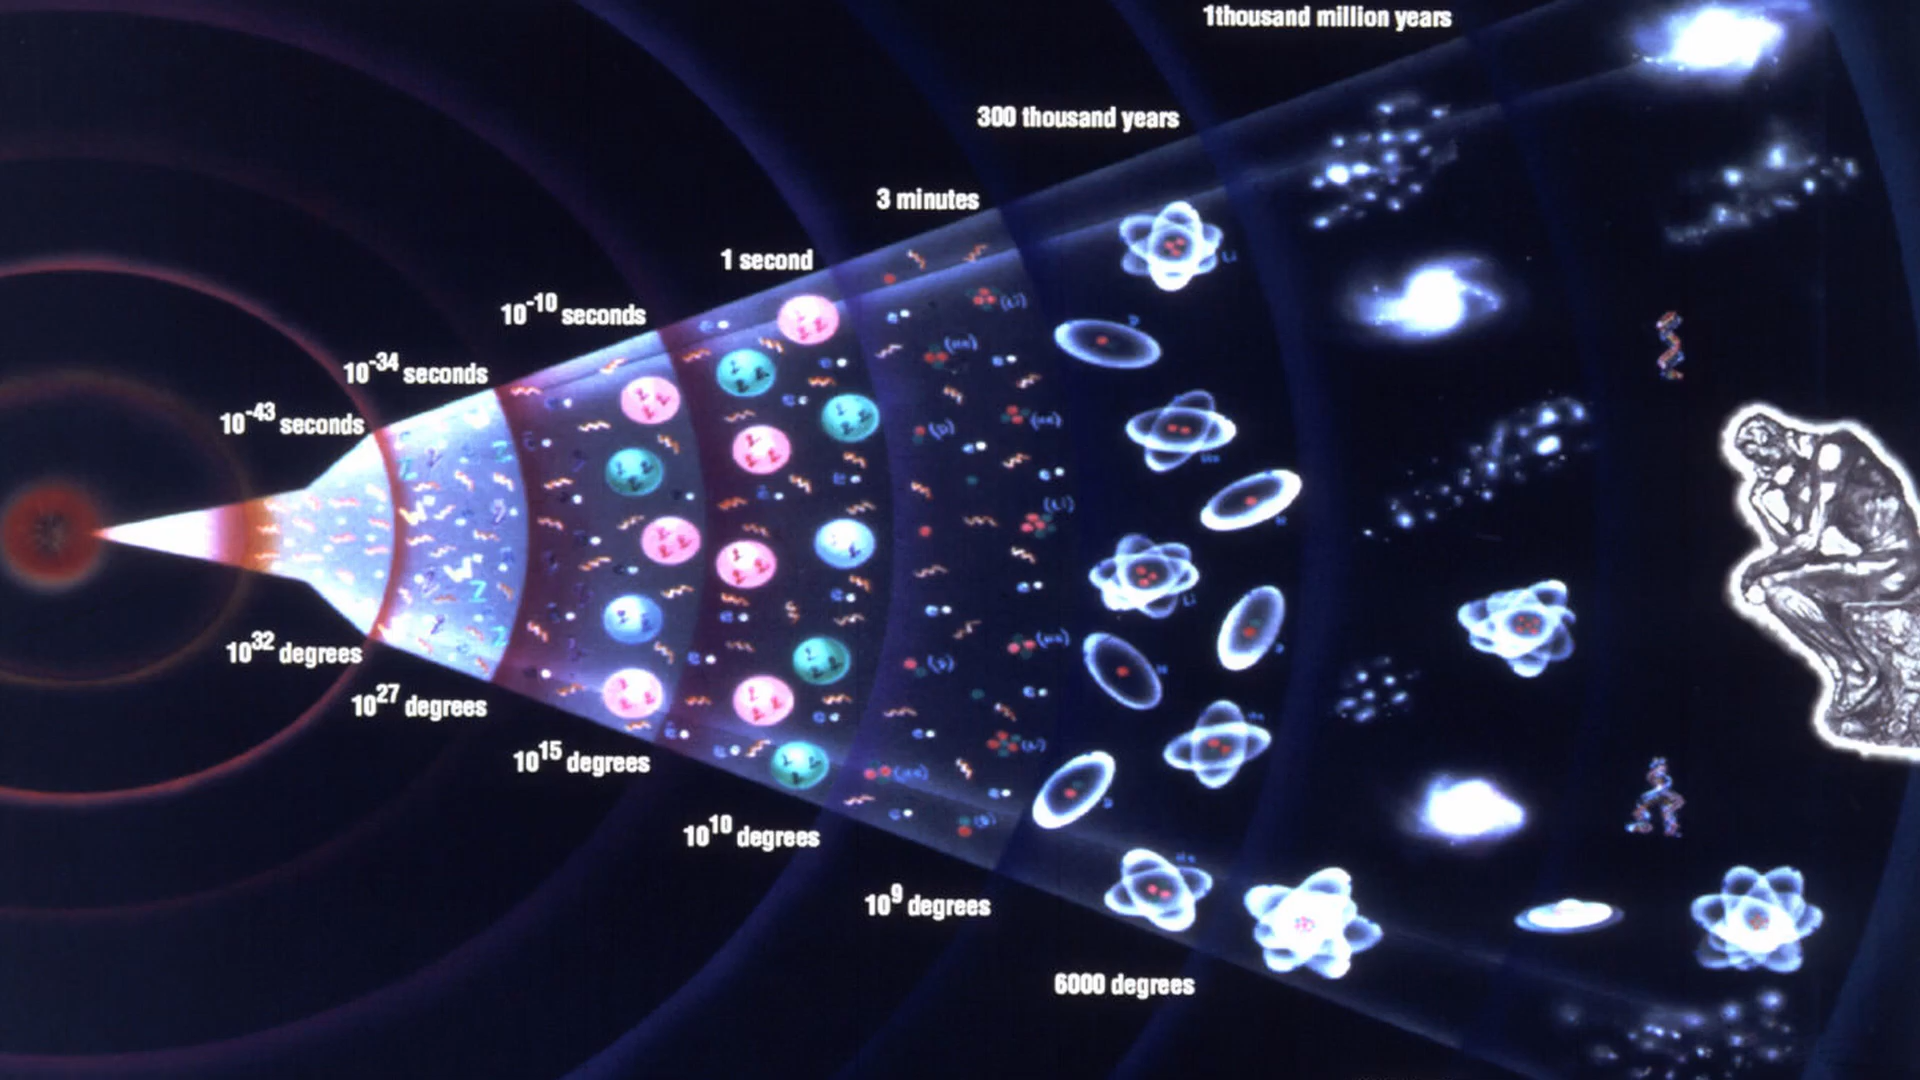 1thousand million years
300 thousand years
3 minutes
1 second
10⁻¹⁰ seconds
10⁻³⁴ seconds
10⁻⁴³ seconds
10³² degrees
10²⁷ degrees
10¹⁵ degrees
10¹⁰ degrees
10⁹ degrees
6000 degrees